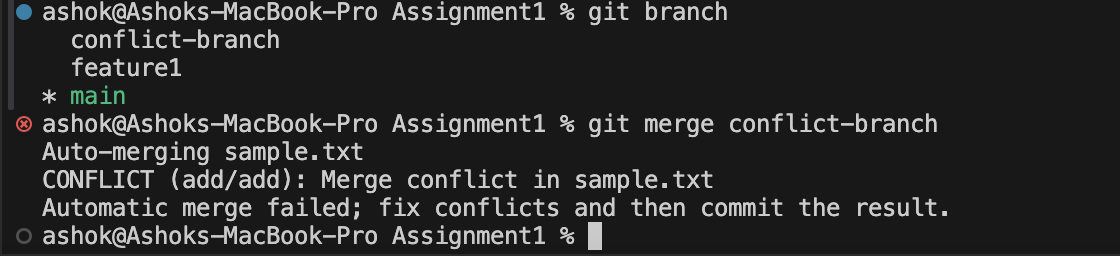 ashok@Ashoks-MacBook-Pro Assignment1 % git branch
  conflict-branch
  feature1
* main
ashok@Ashoks-MacBook-Pro Assignment1 % git merge conflict-branch
Auto-merging sample.txt
CONFLICT (add/add): Merge conflict in sample.txt
Automatic merge failed; fix conflicts and then commit the result.
ashok@Ashoks-MacBook-Pro Assignment1 %